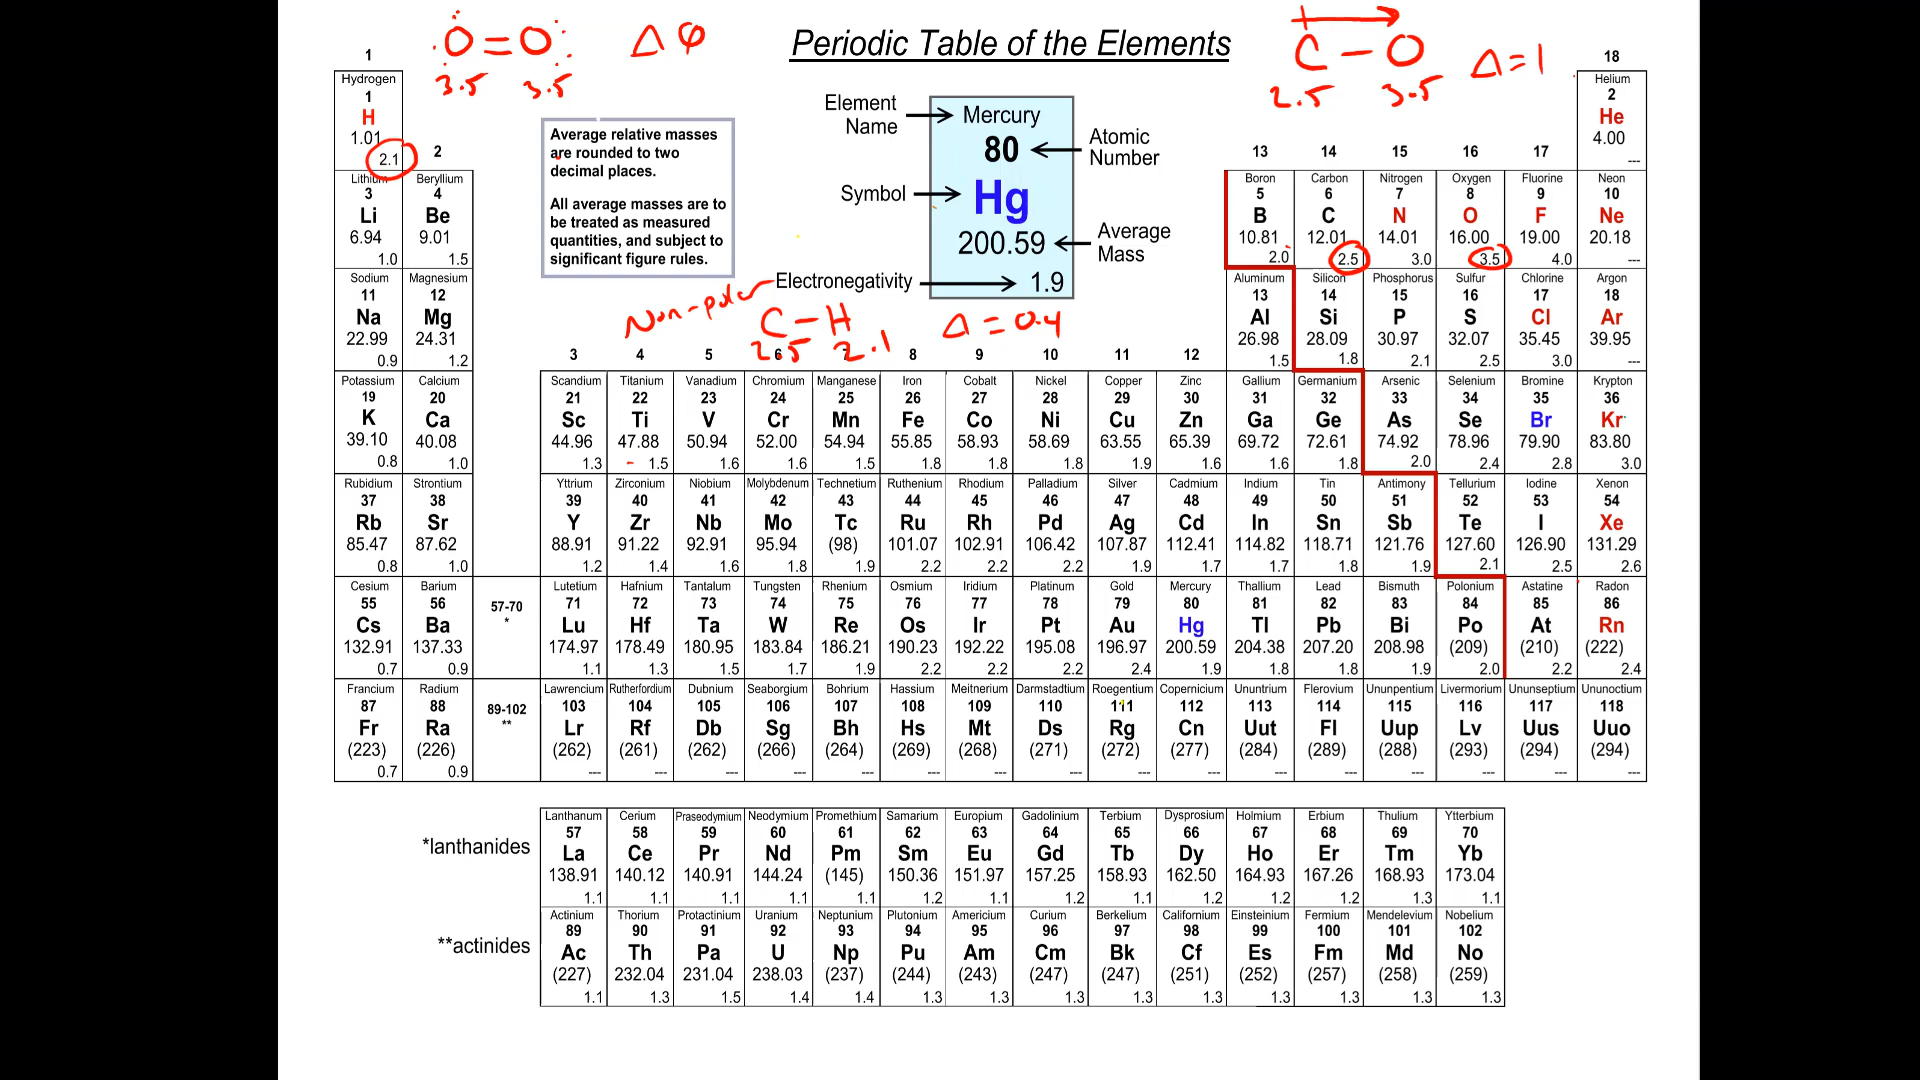 O=O Δφ
3.5 3.5
Periodic Table of the Elements
C – O Δ=1
2.5 3.5
Element Name
Mercury
80
Atomic Number
Symbol
Hg
200.59
Average Mass
Electronegativity
1.9
Average relative masses
are rounded to two
decimal places.
All average masses are to
be treated as measured
quantities, and subject to
significant figure rules.
Non-polar C – H Δ = 0.4
2.5 2.1
1 2 3 4 5 6 7 8 9 10 11 12 13 14 15 16 17 18
Hydrogen 1 H 1.01 2.1
Helium 2 He 4.00 ---
Lithium 3 Li 6.94 1.0
Beryllium 4 Be 9.01 1.5
Boron 5 B 10.81 2.0
Carbon 6 C 12.01 2.5
Nitrogen 7 N 14.01 3.0
Oxygen 8 O 16.00 3.5
Fluorine 9 F 19.00 4.0
Neon 10 Ne 20.18 ---
Sodium 11 Na 22.99 0.9
Magnesium 12 Mg 24.31 1.2
Aluminum 13 Al 26.98 1.5
Silicon 14 Si 28.09 1.8
Phosphorus 15 P 30.97 2.1
Sulfur 16 S 32.07 2.5
Chlorine 17 Cl 35.45 3.0
Argon 18 Ar 39.95 ---
Potassium 19 K 39.10 0.8
Calcium 20 Ca 40.08 1.0
Scandium 21 Sc 44.96 1.3
Titanium 22 Ti 47.88 1.5
Vanadium 23 V 50.94 1.6
Chromium 24 Cr 52.00 1.6
Manganese 25 Mn 54.94 1.5
Iron 26 Fe 55.85 1.8
Cobalt 27 Co 58.93 1.8
Nickel 28 Ni 58.69 1.8
Copper 29 Cu 63.55 1.9
Zinc 30 Zn 65.39 1.6
Gallium 31 Ga 69.72 1.6
Germanium 32 Ge 72.61 1.8
Arsenic 33 As 74.92 2.0
Selenium 34 Se 78.96 2.4
Bromine 35 Br 79.90 2.8
Krypton 36 Kr 83.80 3.0
Rubidium 37 Rb 85.47 0.8
Strontium 38 Sr 87.62 1.0
Yttrium 39 Y 88.91 1.2
Zirconium 40 Zr 91.22 1.4
Niobium 41 Nb 92.91 1.6
Molybdenum 42 Mo 95.94 1.8
Technetium 43 Tc (98) 1.9
Ruthenium 44 Ru 101.07 2.2
Rhodium 45 Rh 102.91 2.2
Palladium 46 Pd 106.42 2.2
Silver 47 Ag 107.87 1.9
Cadmium 48 Cd 112.41 1.7
Indium 49 In 114.82 1.7
Tin 50 Sn 118.71 1.8
Antimony 51 Sb 121.76 1.9
Tellurium 52 Te 127.60 2.1
Iodine 53 I 126.90 2.5
Xenon 54 Xe 131.29 2.6
Cesium 55 Cs 132.91 0.7
Barium 56 Ba 137.33 0.9
57-70 *
Lutetium 71 Lu 174.97 1.1
Hafnium 72 Hf 178.49 1.3
Tantalum 73 Ta 180.95 1.5
Tungsten 74 W 183.84 1.7
Rhenium 75 Re 186.21 1.9
Osmium 76 Os 190.23 2.2
Iridium 77 Ir 192.22 2.2
Platinum 78 Pt 195.08 2.2
Gold 79 Au 196.97 2.4
Mercury 80 Hg 200.59 1.9
Thallium 81 Tl 204.38 1.8
Lead 82 Pb 207.20 1.8
Bismuth 83 Bi 208.98 1.9
Polonium 84 Po (209) 2.0
Astatine 85 At (210) 2.2
Radon 86 Rn (222) 2.4
Francium 87 Fr (223) 0.7
Radium 88 Ra (226) 0.9
89-102 **
Lawrencium 103 Lr (262) ---
Rutherfordium 104 Rf (261) ---
Dubnium 105 Db (262) ---
Seaborgium 106 Sg (266) ---
Bohrium 107 Bh (264) ---
Hassium 108 Hs (269) ---
Meitnerium 109 Mt (268) ---
Darmstadtium 110 Ds (271) ---
Roegentium 111 Rg (272) ---
Copernicium 112 Cn (277) ---
Ununtrium 113 Uut (284) ---
Flerovium 114 Fl (289) ---
Ununpentium 115 Uup (288) ---
Livermorium 116 Lv (293) ---
Ununseptium 117 Uus (294) ---
Ununoctium 118 Uuo (294) ---
*lanthanides
Lanthanum 57 La 138.91 1.1
Cerium 58 Ce 140.12 1.1
Praseodymium 59 Pr 140.91 1.1
Neodymium 60 Nd 144.24 1.1
Promethium 61 Pm (145) 1.1
Samarium 62 Sm 150.36 1.2
Europium 63 Eu 151.97 1.1
Gadolinium 64 Gd 157.25 1.2
Terbium 65 Tb 158.93 1.1
Dysprosium 66 Dy 162.50 1.2
Holmium 67 Ho 164.93 1.2
Erbium 68 Er 167.26 1.2
Thulium 69 Tm 168.93 1.3
Ytterbium 70 Yb 173.04 1.1
**actinides
Actinium 89 Ac (227) 1.1
Thorium 90 Th 232.04 1.3
Protactinium 91 Pa 231.04 1.5
Uranium 92 U 238.03 1.4
Neptunium 93 Np (237) 1.4
Plutonium 94 Pu (244) 1.3
Americium 95 Am (243) 1.3
Curium 96 Cm (247) 1.3
Berkelium 97 Bk (247) 1.3
Californium 98 Cf (251) 1.3
Einsteinium 99 Es (252) 1.3
Fermium 100 Fm (257) 1.3
Mendelevium 101 Md (258) 1.3
Nobelium 102 No (259) 1.3